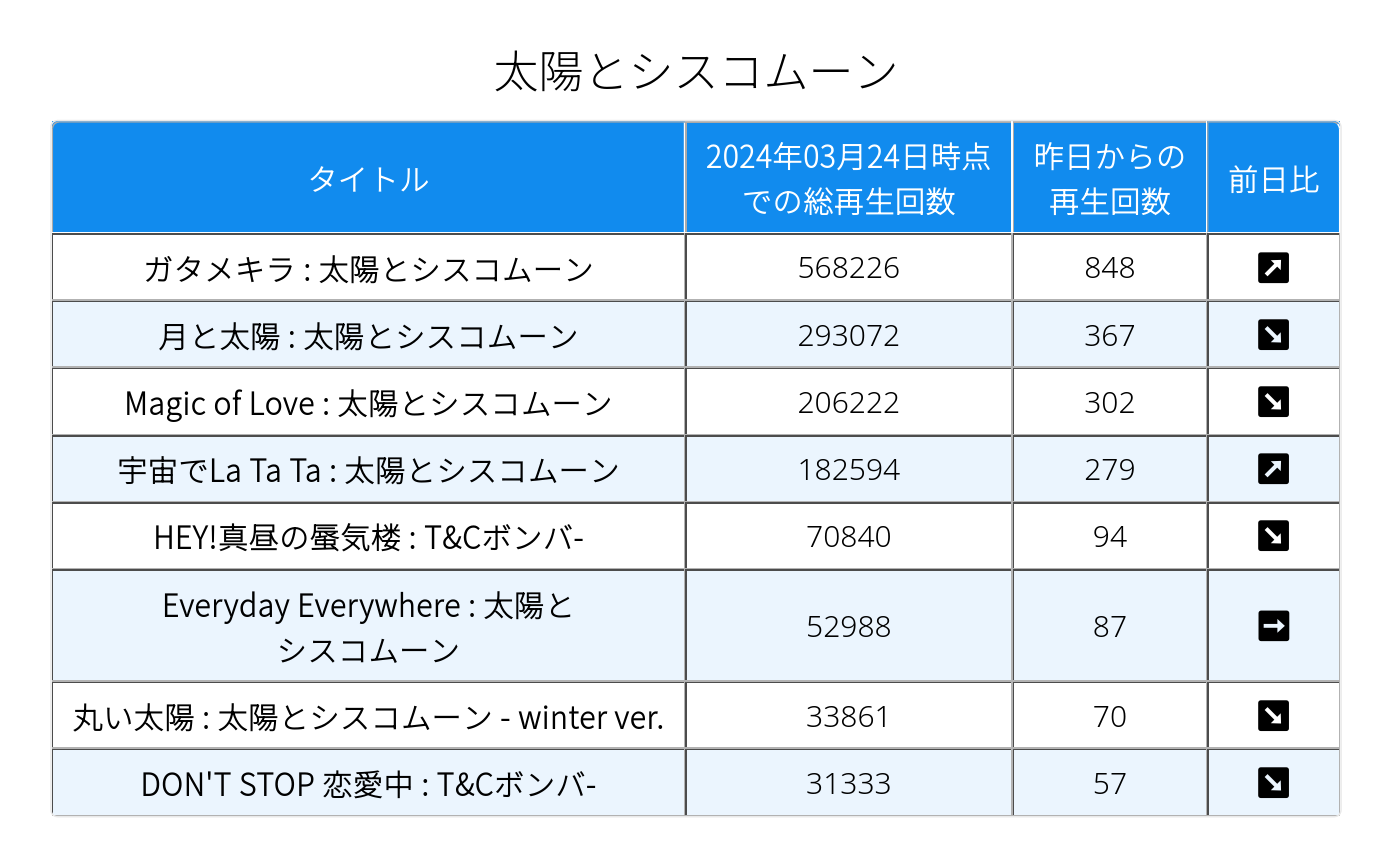 太陽とシスコムーン
タイトル
2024年03月24日時点
での総再生回数
昨日からの
再生回数
前日比
ガタメキラ : 太陽とシスコムーン 568226 848
月と太陽 : 太陽とシスコムーン 293072 367
Magic of Love : 太陽とシスコムーン 206222 302
宇宙でLa Ta Ta : 太陽とシスコムーン 182594 279
HEY!真昼の蜃気楼 : T&Cボンバ- 70840 94
Everyday Everywhere : 太陽と
シスコムーン 52988 87
丸い太陽 : 太陽とシスコムーン - winter ver. 33861 70
DON'T STOP 恋愛中 : T&Cボンバ- 31333 57